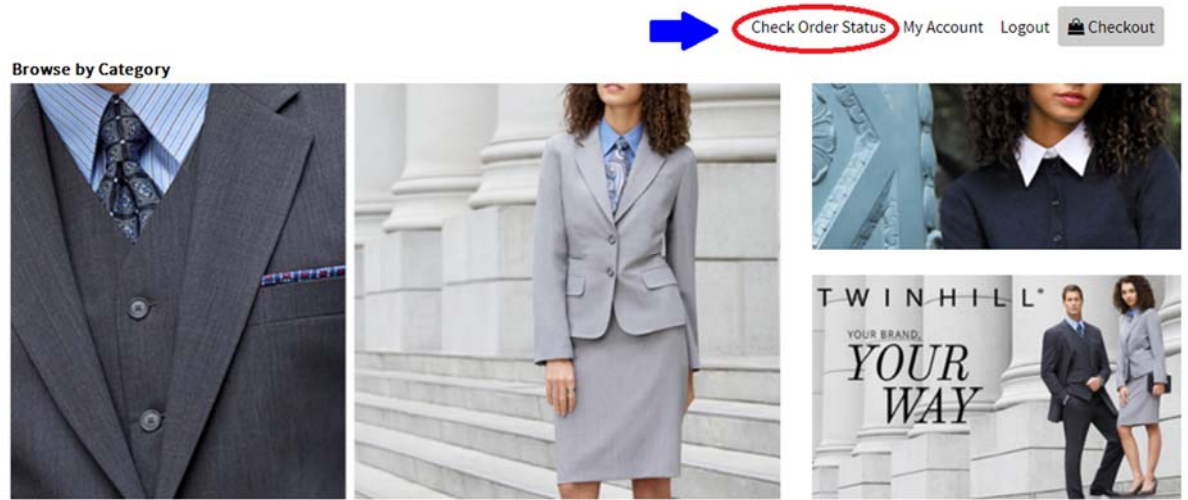 Check Order Status My Account Logout Checkout
Browse by Category
TWINHILL®
YOUR BRAND,
YOUR
WAY